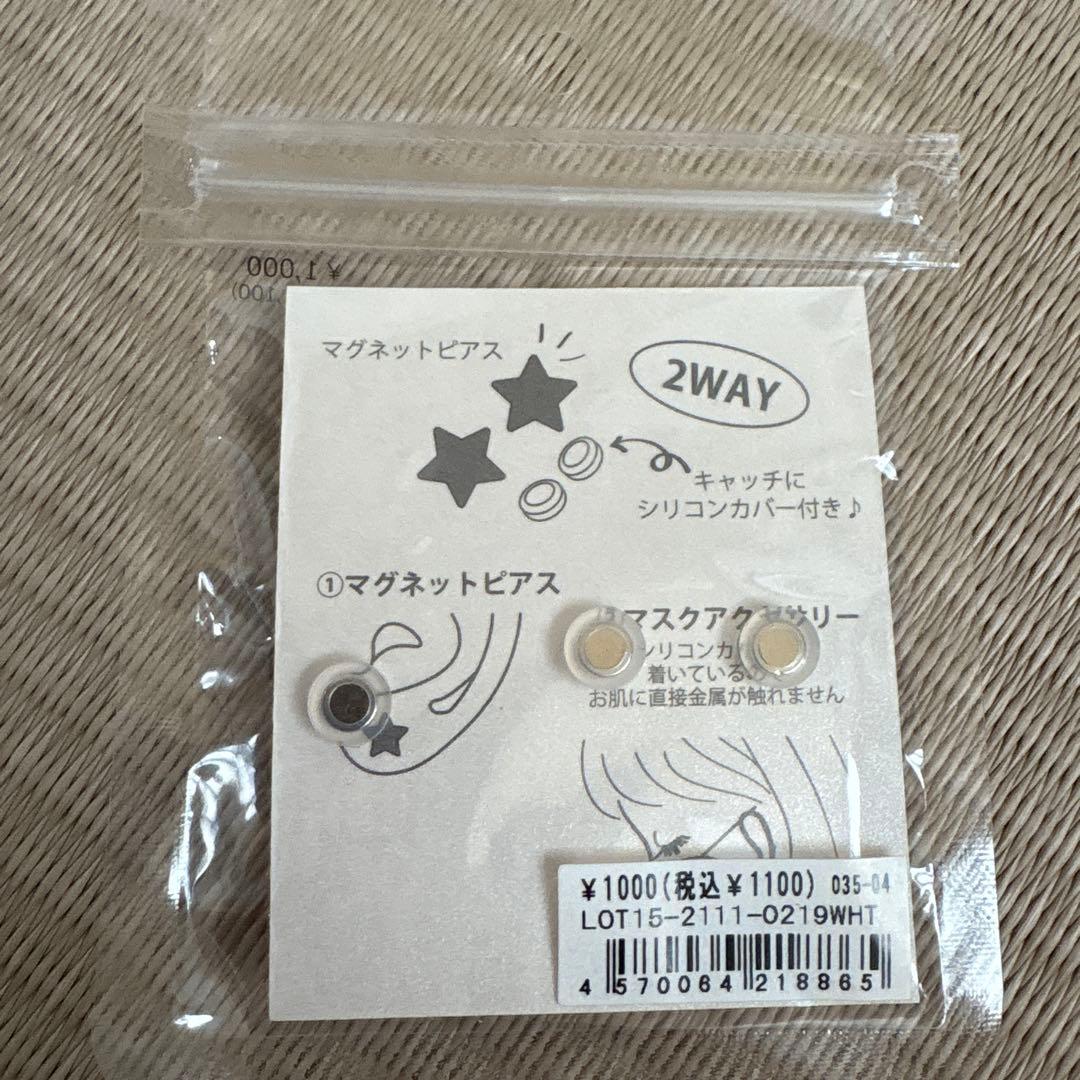 ¥1,000
マグネットピアス
2WAY
キャッチに
シリコンカバー付き♪
①マグネットピアス
マスクアクセサリー
シリコンカ
着いている
お肌に直接金属が触れません
¥1000(税込¥1100) 035-04
LOT15-2111-0219WHT
4 570064 218865